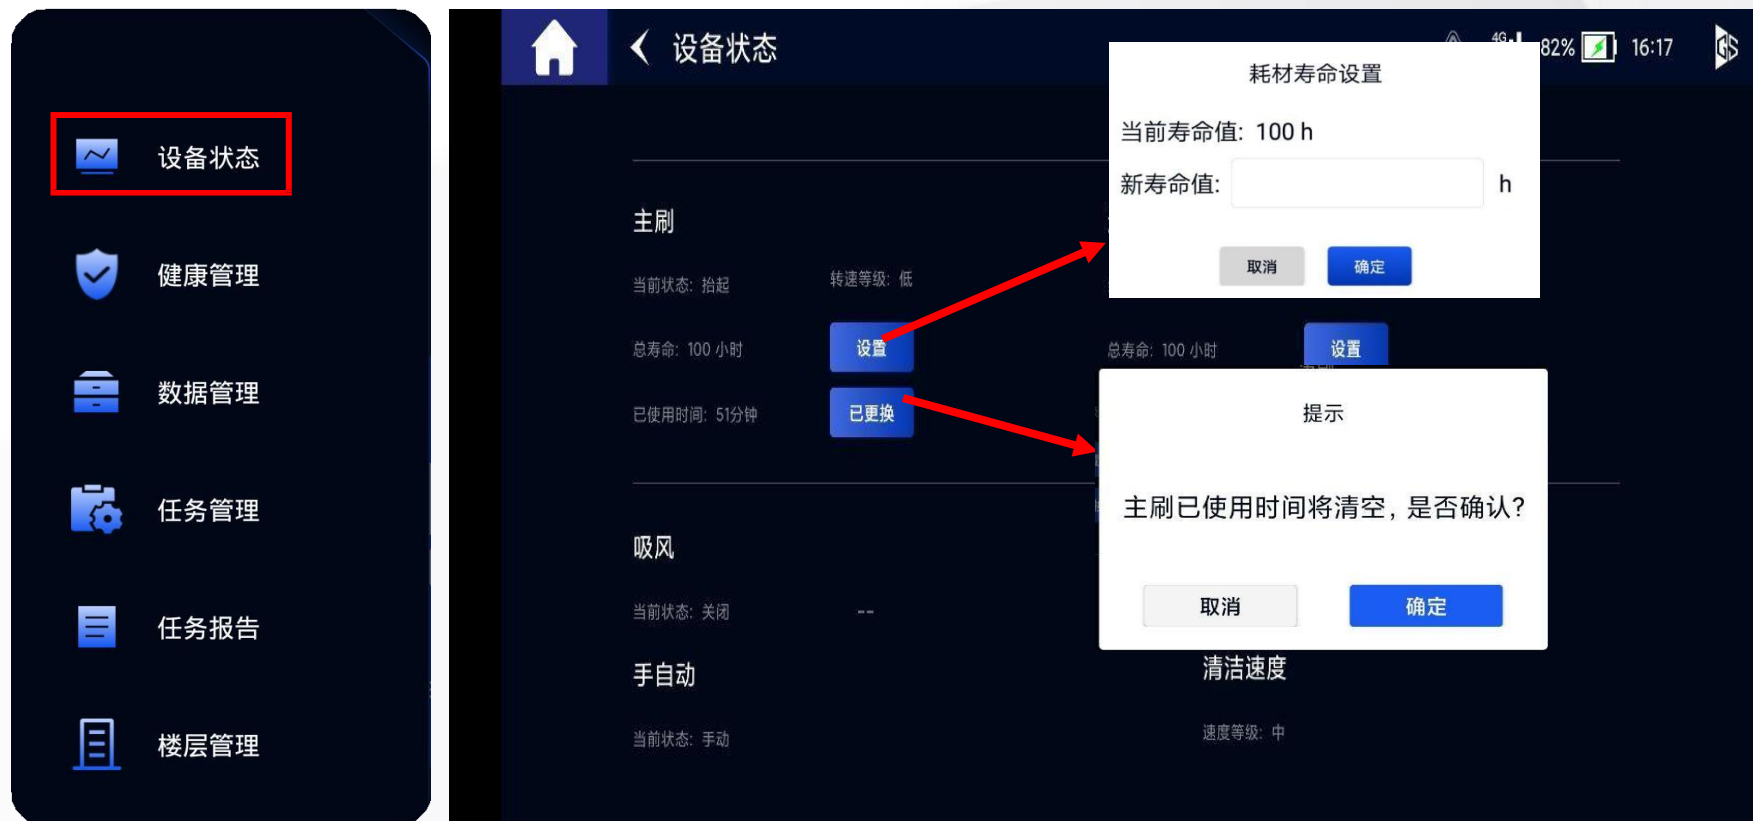 设备状态
健康管理
数据管理
任务管理
任务报告
楼层管理
设备状态
4G
82%
16:17
主刷
当前状态: 抬起
转速等级: 低
总寿命: 100 小时
设置
已使用时间: 51分钟
已更换
总寿命: 100 小时
设置
吸风
当前状态: 关闭
--
手自动
当前状态: 手动
清洁速度
速度等级: 中
耗材寿命设置
当前寿命值: 100 h
新寿命值:
h
取消
确定
提示
主刷已使用时间将清空, 是否确认?
取消
确定